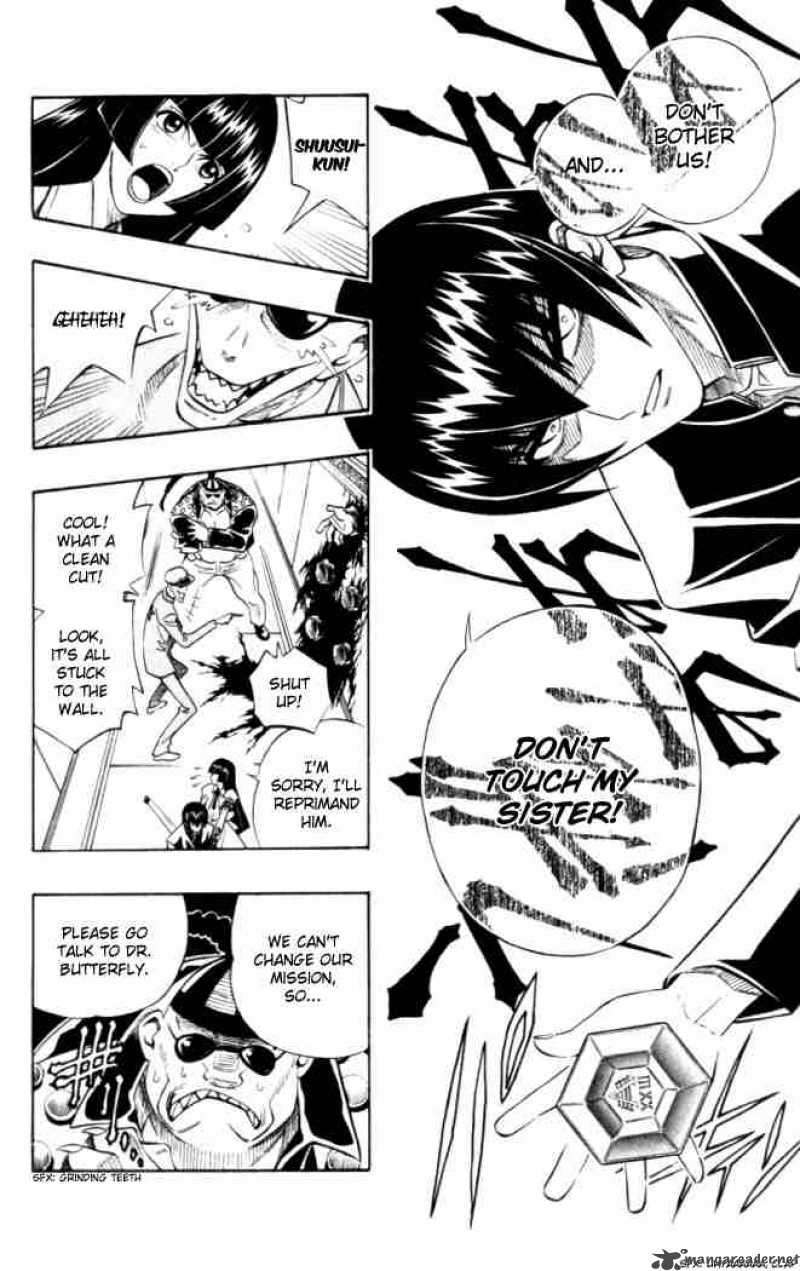 DON'T
BOTHER
US!
AND...
DON'T
TOUCH MY
SISTER!
IIIXX
SHUUSUI-
KUN!
GEHEHEH!
COOL!
WHAT A
CLEAN
CUT!
LOOK,
IT'S ALL
STUCK
TO THE
WALL.
SHUT
UP!
I'M
SORRY, I'LL
REPRIMAND
HIM.
WE CAN'T
CHANGE OUR
MISSION,
SO...
PLEASE GO
TALK TO DR.
BUTTERFLY.
SFX: GRINDING TEETH
mangareader.net